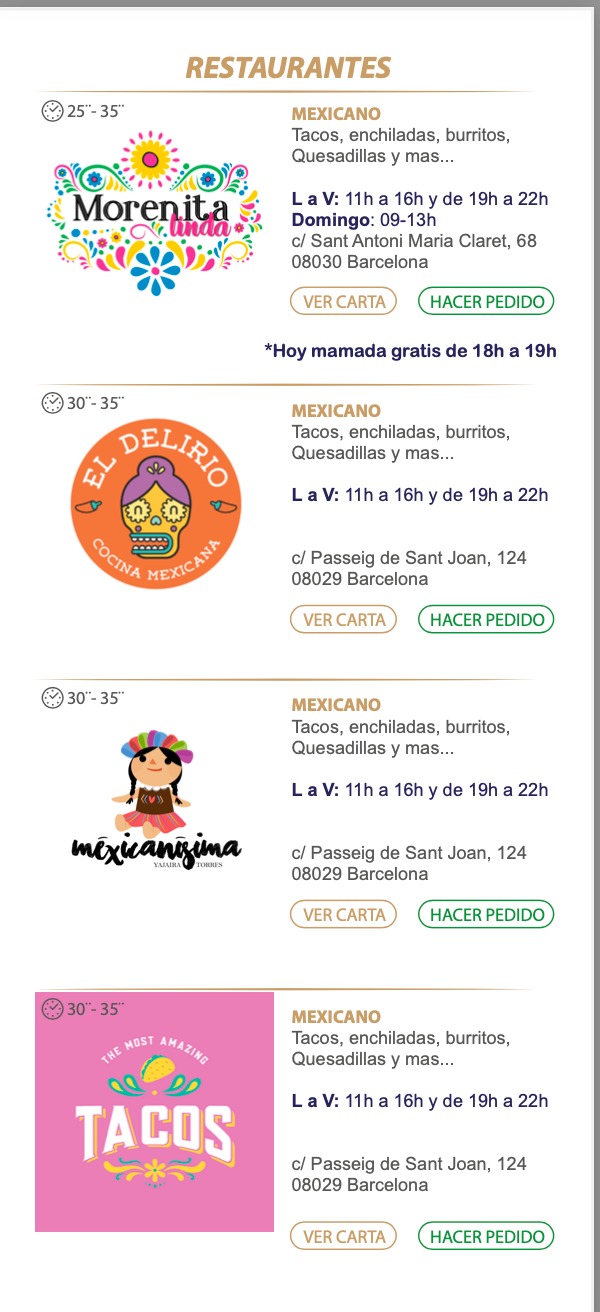 RESTAURANTES
25¨- 35¨
Morenita
linda
MEXICANO
Tacos, enchiladas, burritos,
Quesadillas y mas...
L a V: 11h a 16h y de 19h a 22h
Domingo: 09-13h
c/ Sant Antoni Maria Claret, 68
08030 Barcelona
VER CARTA
HACER PEDIDO
*Hoy mamada gratis de 18h a 19h
30¨- 35¨
EL DELIRIO
COCINA MEXICANA
MEXICANO
Tacos, enchiladas, burritos,
Quesadillas y mas...
L a V: 11h a 16h y de 19h a 22h
c/ Passeig de Sant Joan, 124
08029 Barcelona
VER CARTA
HACER PEDIDO
30¨- 35¨
mexicanísima
YAJAIRA TORRES
MEXICANO
Tacos, enchiladas, burritos,
Quesadillas y mas...
L a V: 11h a 16h y de 19h a 22h
c/ Passeig de Sant Joan, 124
08029 Barcelona
VER CARTA
HACER PEDIDO
30¨- 35¨
THE MOST AMAZING
TACOS
MEXICANO
Tacos, enchiladas, burritos,
Quesadillas y mas...
L a V: 11h a 16h y de 19h a 22h
c/ Passeig de Sant Joan, 124
08029 Barcelona
VER CARTA
HACER PEDIDO